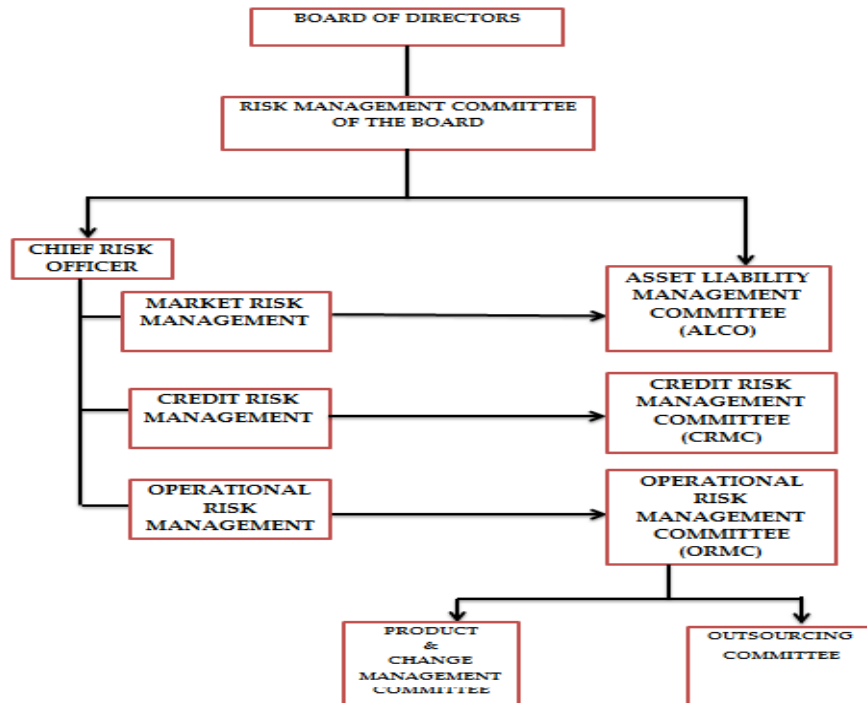 BOARD OF DIRECTORS
RISK MANAGEMENT COMMITTEE
OF THE BOARD
CHIEF RISK
OFFICER
MARKET RISK
MANAGEMENT
ASSET LIABILITY
MANAGEMENT
COMMITTEE
(ALCO)
CREDIT RISK
MANAGEMENT
CREDIT RISK
MANAGEMENT
COMMITTEE
(CRMC)
OPERATIONAL
RISK
MANAGEMENT
OPERATIONAL
RISK
MANAGEMENT
COMMITTEE
(ORMC)
PRODUCT
&
CHANGE
MANAGEMENT
COMMITTEE
OUTSOURCING
COMMITTEE